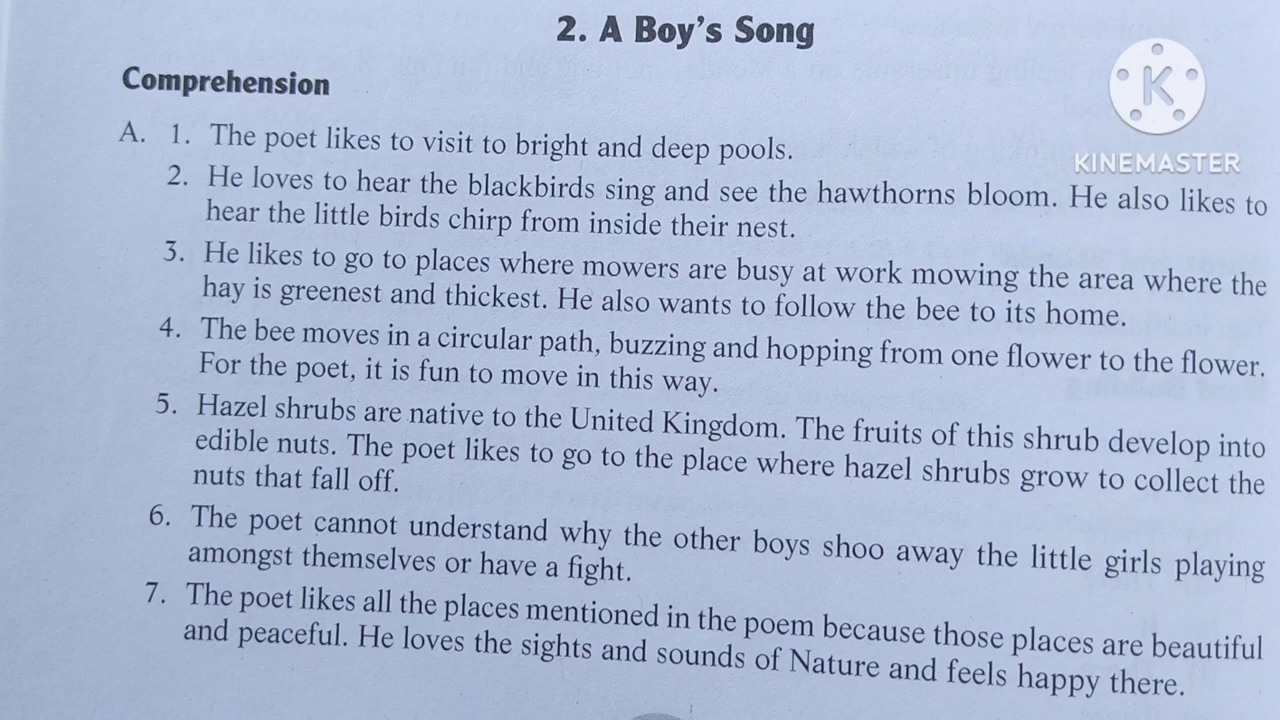 2. A Boy's Song
Comprehension
KINEMASTER
A. 1. The poet likes to visit to bright and deep pools.
2. He loves to hear the blackbirds sing and see the hawthorns bloom. He also likes to
hear the little birds chirp from inside their nest.
3. He likes to go to places where mowers are busy at work mowing the area where the
hay is greenest and thickest. He also wants to follow the bee to its home.
4. The bee moves in a circular path, buzzing and hopping from one flower to the flower.
For the poet, it is fun to move in this way.
5. Hazel shrubs are native to the United Kingdom. The fruits of this shrub develop into
edible nuts. The poet likes to go to the place where hazel shrubs grow to collect the
nuts that fall off.
6. The poet cannot understand why the other boys shoo away the little girls playing
amongst themselves or have a fight.
7. The poet likes all the places mentioned in the poem because those places are beautiful
and peaceful. He loves the sights and sounds of Nature and feels happy there.